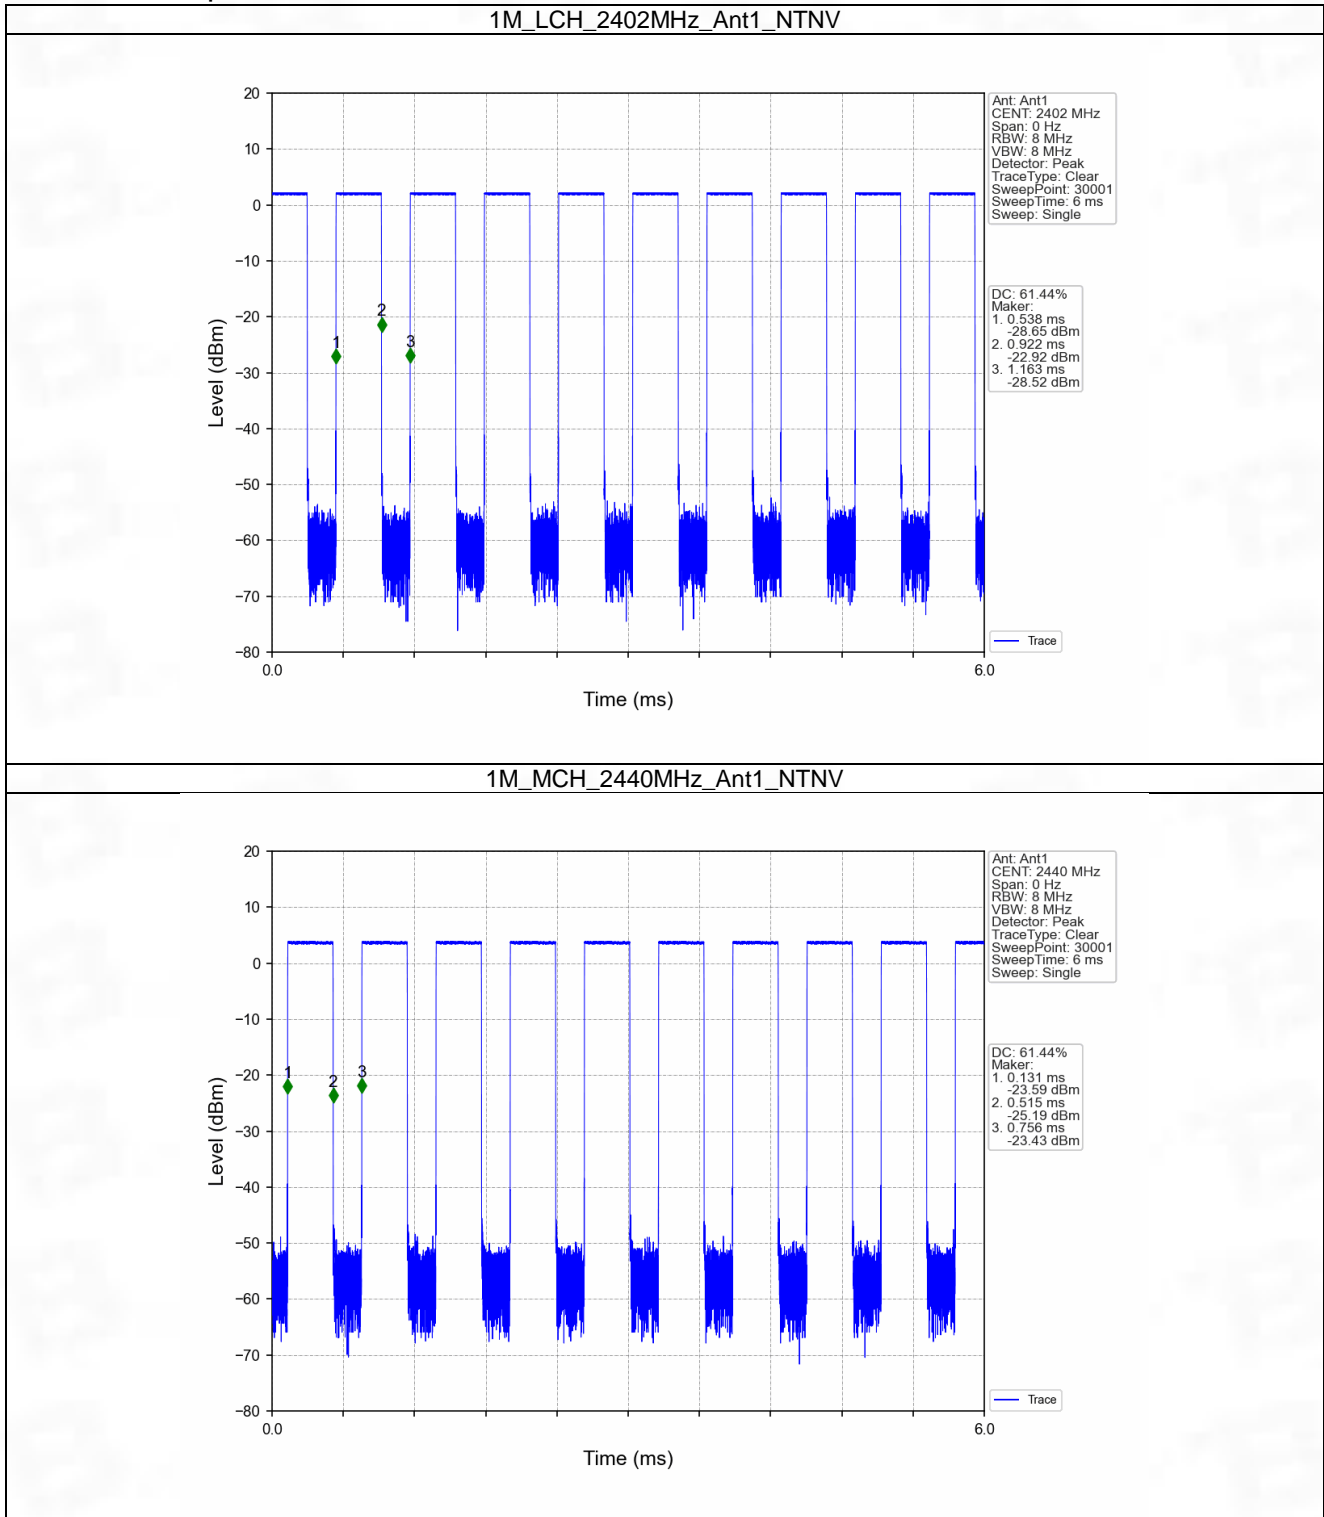 1M_LCH_2402MHz_Ant1_NTNV
20
10
0
−10
−20
−30
−40
−50
−60
−70
−80
Level (dBm)
1
2
3
0.0
6.0
Time (ms)
Ant: Ant1
CENT: 2402 MHz
Span: 0 Hz
RBW: 8 MHz
VBW: 8 MHz
Detector: Peak
TraceType: Clear
SweepPoint: 30001
SweepTime: 6 ms
Sweep: Single
DC: 61.44%
Maker:
1. 0.538 ms
-28.65 dBm
2. 0.922 ms
-22.92 dBm
3. 1.163 ms
-28.52 dBm
Trace
1M_MCH_2440MHz_Ant1_NTNV
20
10
0
−10
−20
−30
−40
−50
−60
−70
−80
Level (dBm)
1
2
3
0.0
6.0
Time (ms)
Ant: Ant1
CENT: 2440 MHz
Span: 0 Hz
RBW: 8 MHz
VBW: 8 MHz
Detector: Peak
TraceType: Clear
SweepPoint: 30001
SweepTime: 6 ms
Sweep: Single
DC: 61.44%
Maker:
1. 0.131 ms
-23.59 dBm
2. 0.515 ms
-25.19 dBm
3. 0.756 ms
-23.43 dBm
Trace